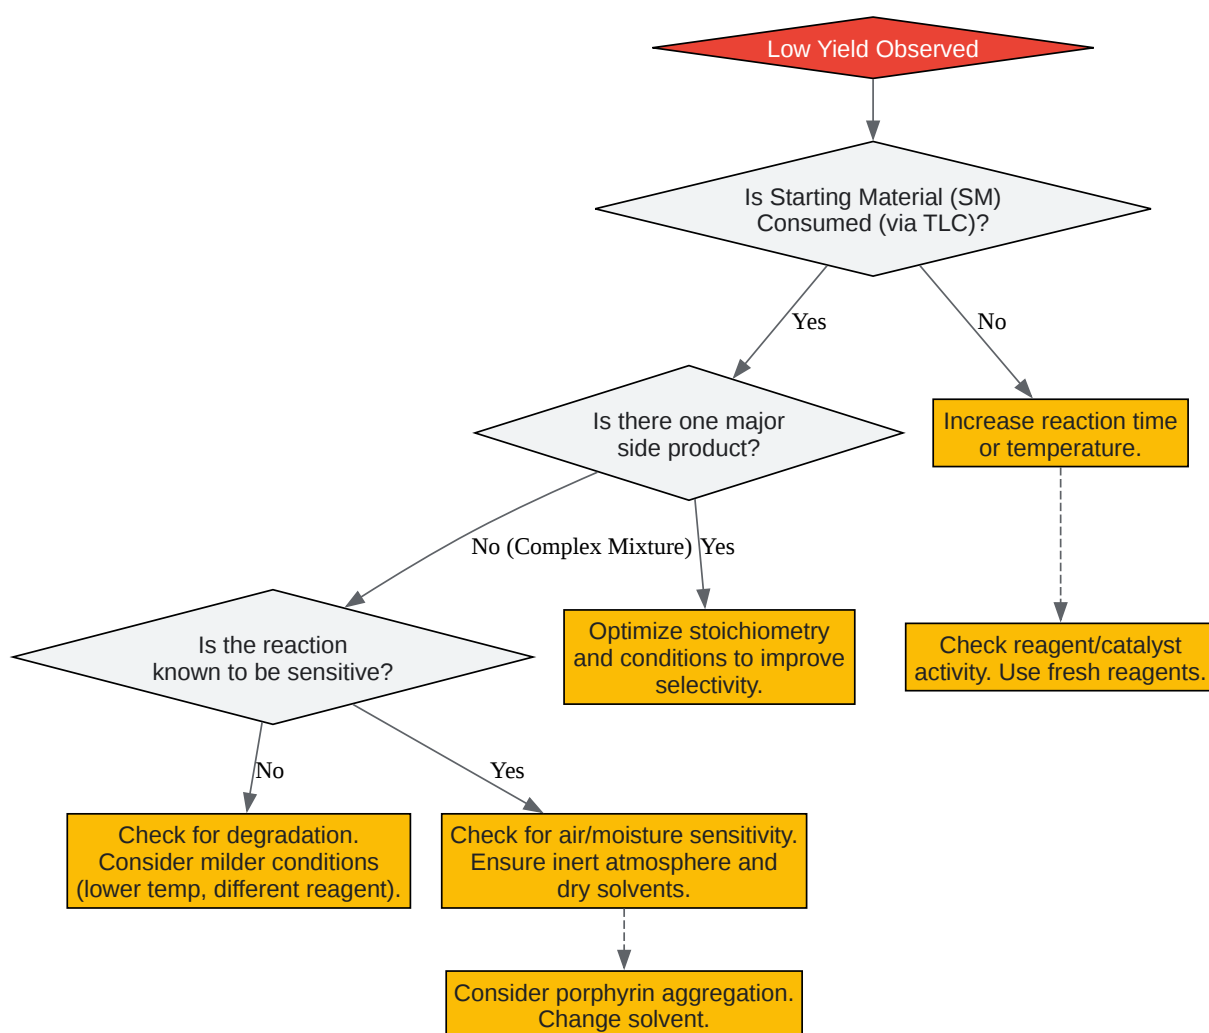 Low Yield Observed
Is Starting Material (SM)
Consumed (via TLC)?
Yes
No
Is there one major
side product?
Increase reaction time
or temperature.
No (Complex Mixture)
Yes
Is the reaction
known to be sensitive?
Optimize stoichiometry
and conditions to improve
selectivity.
Check reagent/catalyst
activity. Use fresh reagents.
No
Yes
Check for degradation.
Consider milder conditions
(lower temp, different reagent).
Check for air/moisture sensitivity.
Ensure inert atmosphere and
dry solvents.
Consider porphyrin aggregation.
Change solvent.